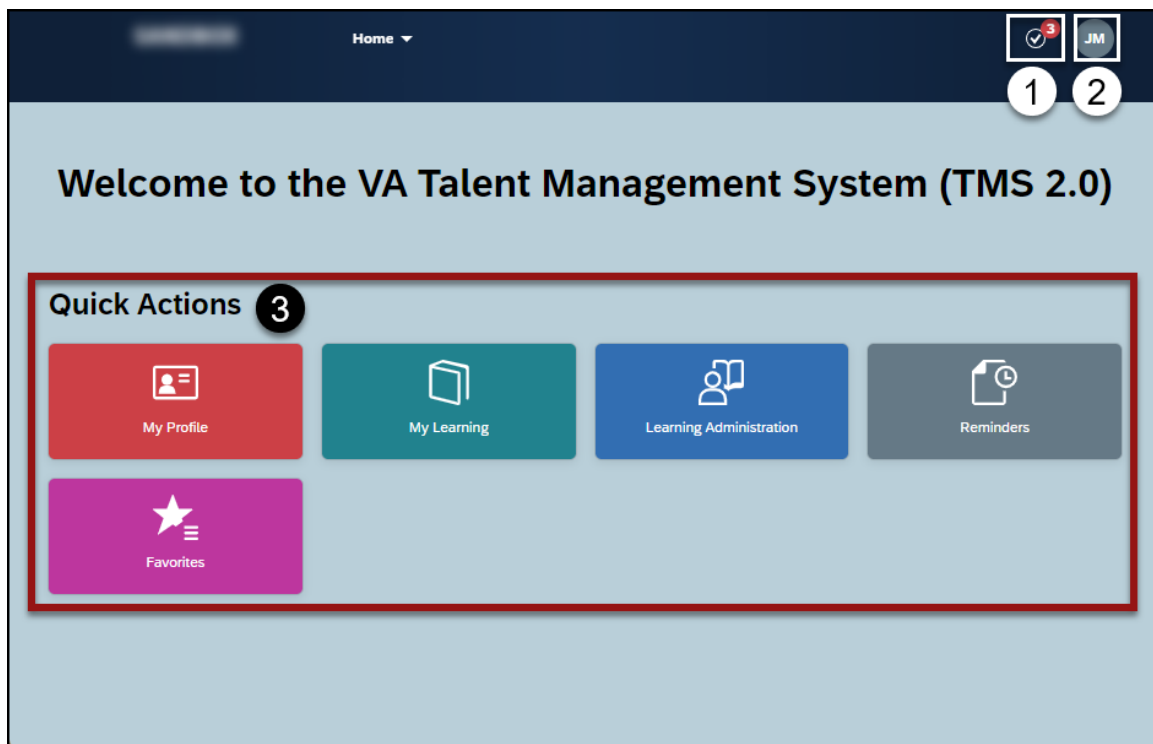 Home
3
JM
1
2
Welcome to the VA Talent Management System (TMS 2.0)
Quick Actions 3
My Profile
My Learning
Learning Administration
Reminders
Favorites